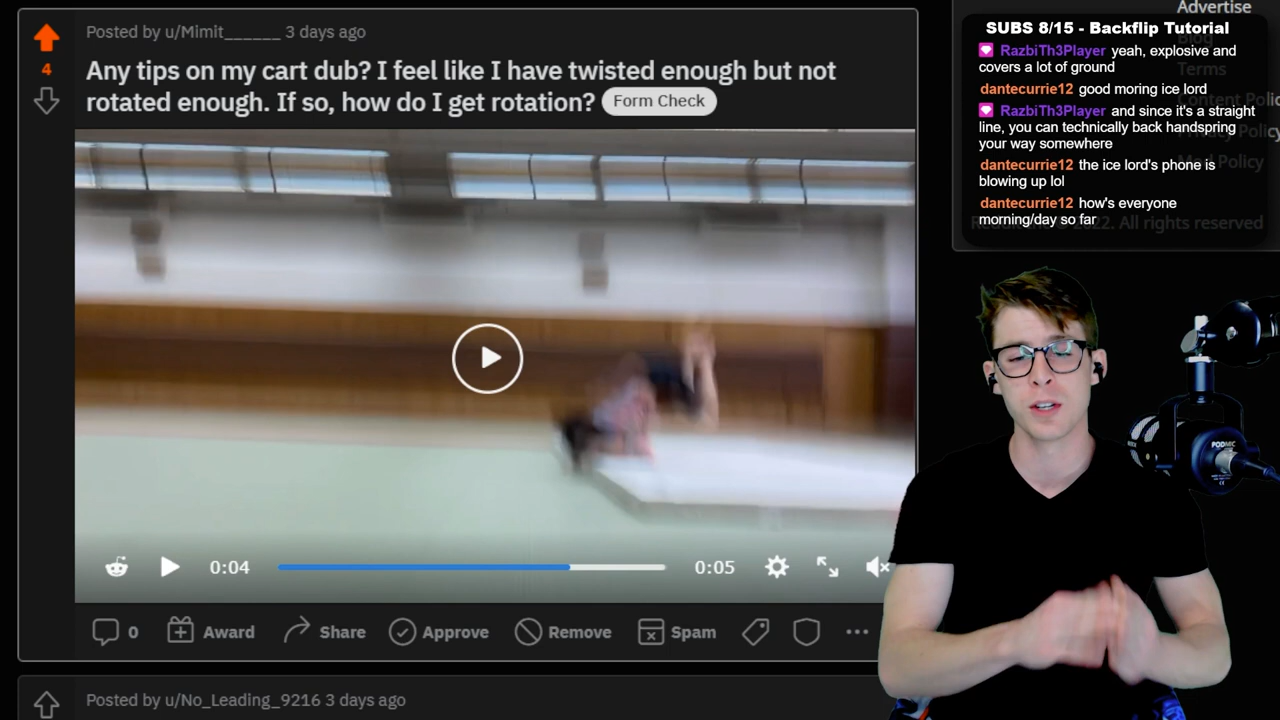 Posted by u/Mimit______ 3 days ago
4
Any tips on my cart dub? I feel like I have twisted enough but not
rotated enough. If so, how do I get rotation? Form Check
0:04
0:05
0
Award
Share
Approve
Remove
Spam
Posted by u/No_Leading_9216 3 days ago
Advertise
SUBS 8/15 - Backflip Tutorial
RazbiTh3Player yeah, explosive and
covers a lot of ground
Terms
dantecurrie12 good moring ice lord
RazbiTh3Player and since it's a straight
line, you can technically back handspring
your way somewhere
dantecurrie12 the ice lord's phone is
blowing up lol
dantecurrie12 how's everyone
morning/day so far
2022. All rights reserved
PODMIC